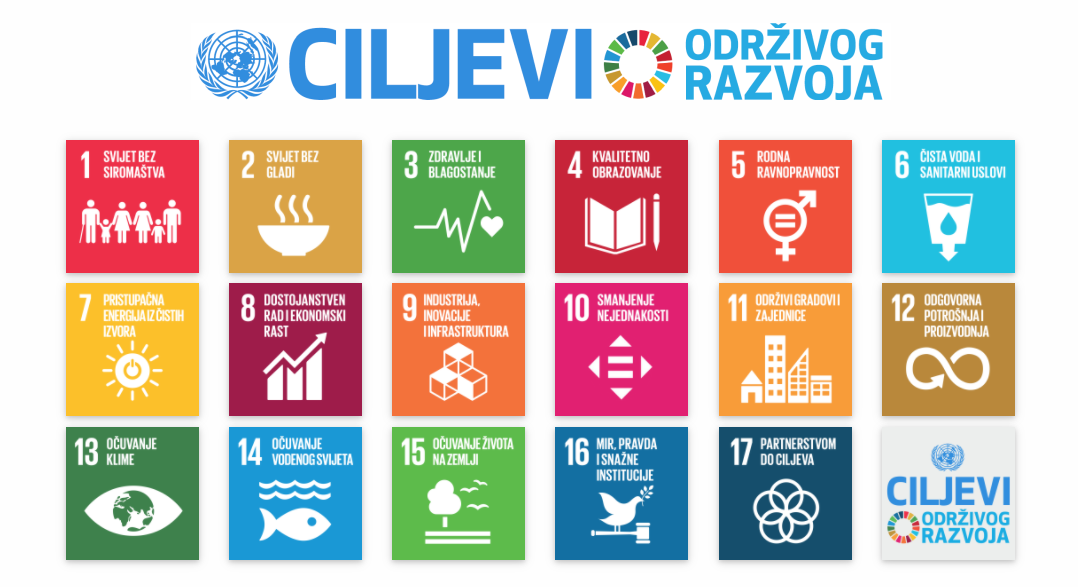 CILJEVI
ODRŽIVOG
RAZVOJA
1
SVIJET BEZ
SIROMAŠTVA
2
SVIJET BEZ
GLADI
3
ZDRAVLJE I
BLAGOSTANJE
4
KVALITETNO
OBRAZOVANJE
5
RODNA
RAVNOPRAVNOST
6
ČISTA VODA I
SANITARNI USLOVI
7
PRISTUPAČNA
ENERGIJA IZ ČISTIH
IZVORA
8
DOSTOJANSTVEN
RAD I EKONOMSKI
RAST
9
INDUSTRIJA,
INOVACIJE
I INFRASTRUKTURA
10
SMANJENJE
NEJEDNAKOSTI
11
ODRŽIVI GRADOVI I
ZAJEDNICE
12
ODGOVORNA
POTROŠNJA I
PROIZVODNJA
13
OČUVANJE
KLIME
14
OČUVANJE
VODENOG SVIJETA
15
OČUVANJE ŽIVOTA
NA ZEMLJI
16
MIR, PRAVDA
I SNAŽNE
INSTITUCIJE
17
PARTNERSTVOM
DO CILJEVA
CILJEVI
ODRŽIVOG
RAZVOJA